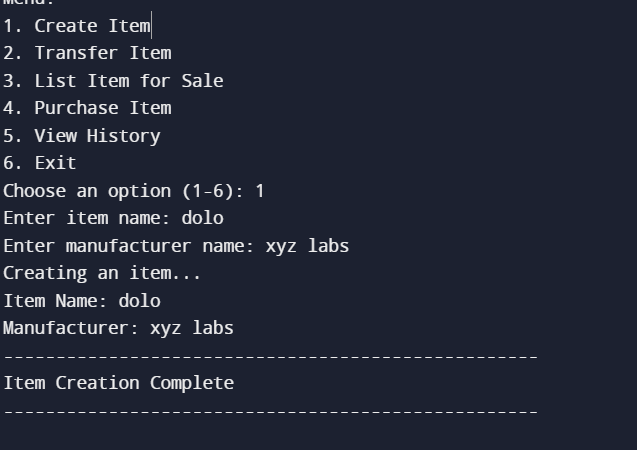 Menu:
1. Create Item
2. Transfer Item
3. List Item for Sale
4. Purchase Item
5. View History
6. Exit
Choose an option (1-6): 1
Enter item name: dolo
Enter manufacturer name: xyz labs
Creating an item...
Item Name: dolo
Manufacturer: xyz labs
---------------------------------------------------
Item Creation Complete
---------------------------------------------------